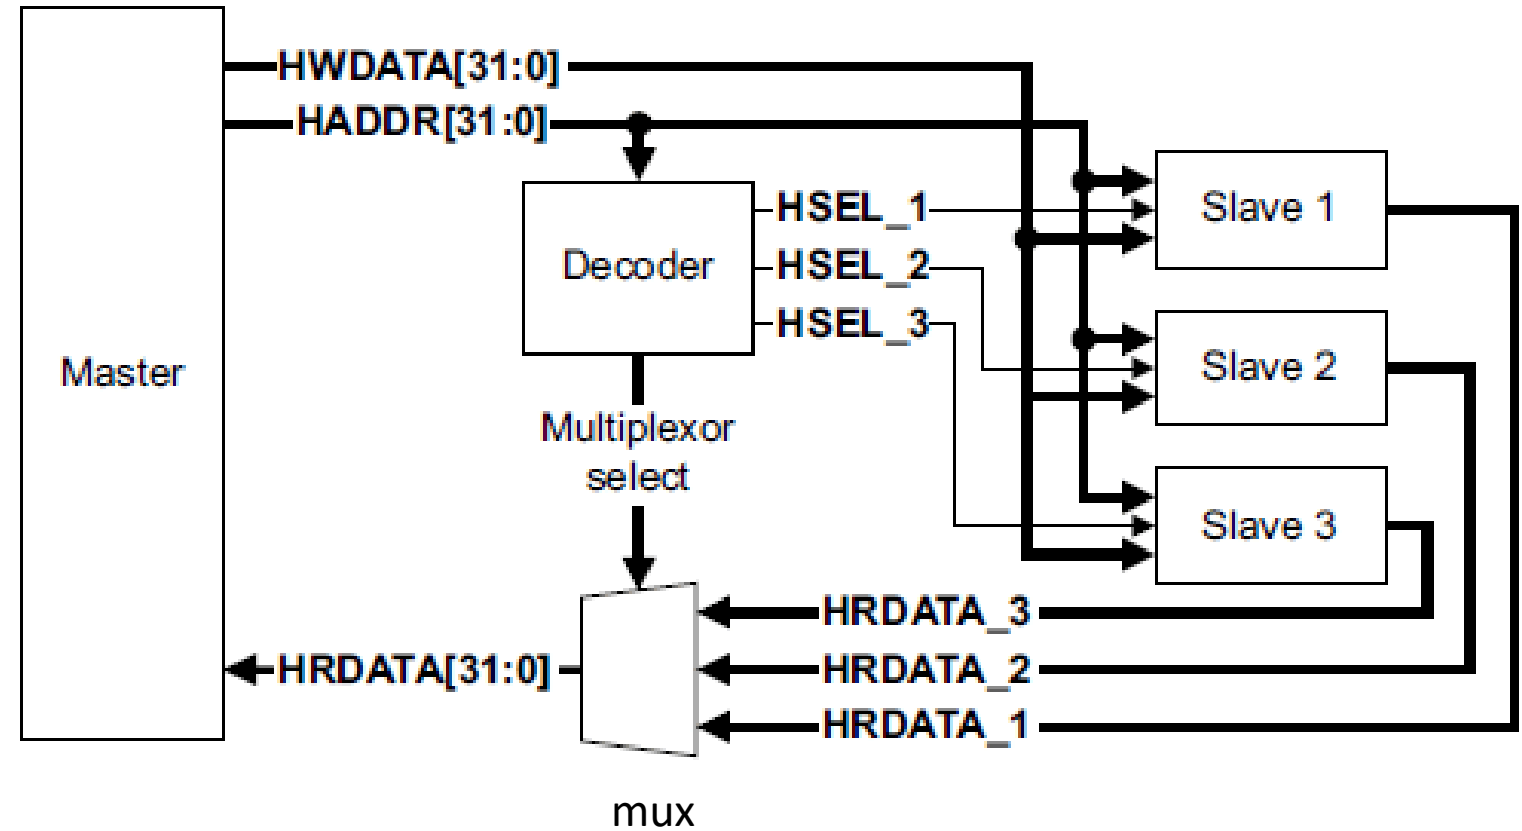 HWDATA[31:0]
HADDR[31:0]
HSEL_1
Slave 1
Decoder
HSEL_2
HSEL_3
Master
Slave 2
Multiplexor
select
Slave 3
HRDATA_3
HRDATA[31:0]
HRDATA_2
HRDATA_1
mux